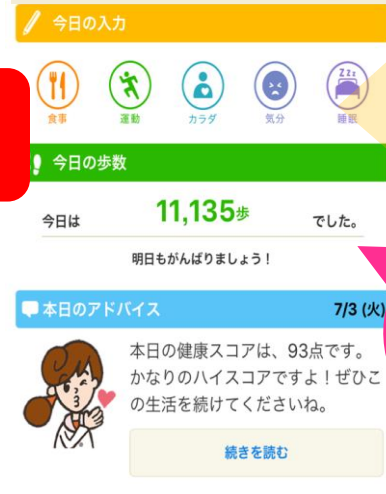 今日の入力
食事 運動 カラダ 気分 睡眠
zzz
今日の歩数
今日は 11,135歩 でした。
明日もがんばりましょう！
本日のアドバイス 7/3 (火)
本日の健康スコアは、93点です。
かなりのハイスコアですよ！ぜひこ
の生活を続けてくださいね。
続きを読む